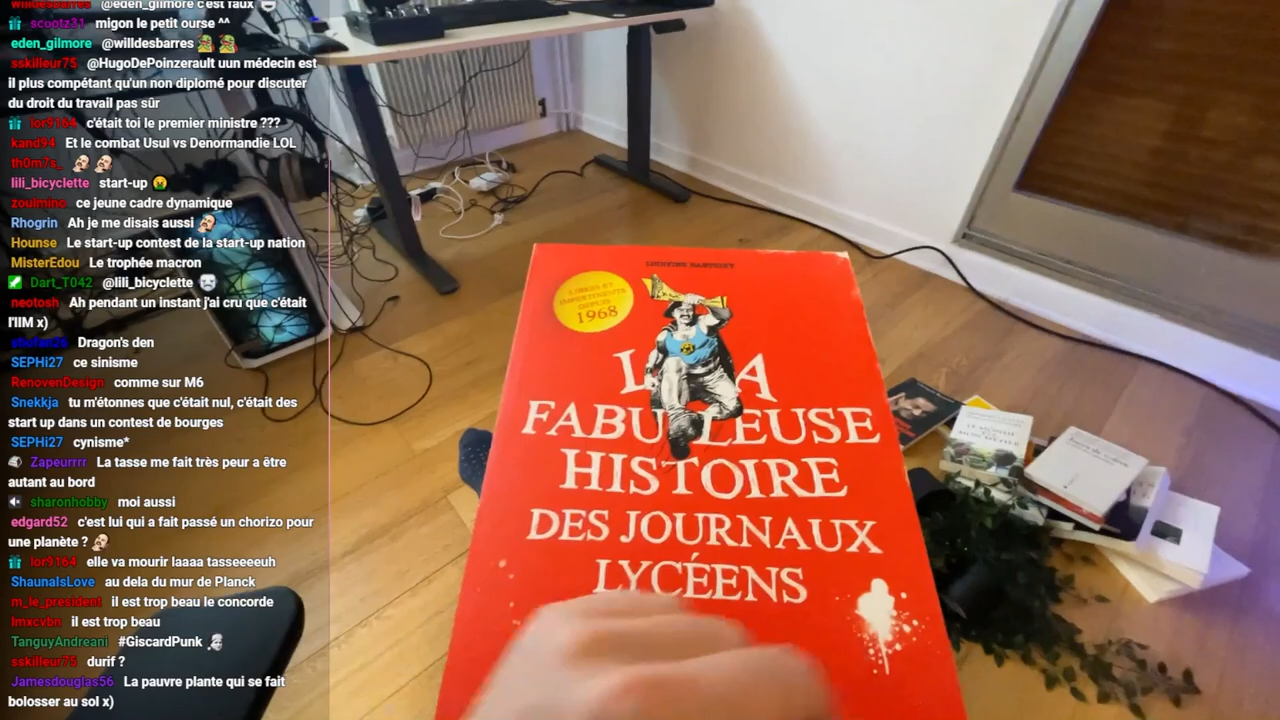 willdesbarres @eden_gilmore c'est faux
scootz31 migon le petit ourse ^^
eden_gilmore @willdesbarres
sskilleur75 @HugoDePoinzerault uun médecin est
il plus compétant qu'un non diplomé pour discuter
du droit du travail pas sûr
lor9164 c'était toi le premier ministre ???
kand94 Et le combat Usul vs Denormandie LOL
th0m7s_
lili_bicyclette start-up
zoulmino ce jeune cadre dynamique
Rhogrin Ah je me disais aussi
Hounse Le start-up contest de la start-up nation
MisterEdou Le trophée macron
Dart_T042 @lili_bicyclette
neotosh Ah pendant un instant j'ai cru que c'était
l'IIM x)
Dragon's den
SEPHi27 ce sinisme
RenovenDesign comme sur M6
Snekkja tu m'étonnes que c'était nul, c'était des
start up dans un contest de bourges
SEPHi27 cynisme*
Zapeurrrr La tasse me fait très peur a être
autant au bord
sharonhobby moi aussi
edgard52 c'est lui qui a fait passé un chorizo pour
une planète ?
lor9164 elle va mourir laaaa tasseeeeuh
ShaunaIsLove au dela du mur de Planck
m_le_president il est trop beau le concorde
lmxcvbn il est trop beau
TanguyAndreani #GiscardPunk
sskilleur75 durif ?
Jamesdouglas56 La pauvre plante qui se fait
bolosser au sol x)
LIBRES ET
IMPERTINENTS
DEPUIS
1968
LA
FABULEUSE
HISTOIRE
DES JOURNAUX
LYCÉENS